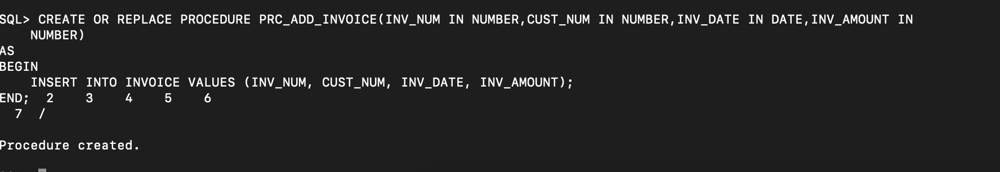 SQL> CREATE OR REPLACE PROCEDURE PRC_ADD_INVOICE(INV_NUM IN NUMBER,CUST_NUM IN NUMBER,INV_DATE IN DATE,INV_AMOUNT IN
    NUMBER)
AS
BEGIN
    INSERT INTO INVOICE VALUES (INV_NUM, CUST_NUM, INV_DATE, INV_AMOUNT);
END;  2    3    4    5    6
  7  /
Procedure created.